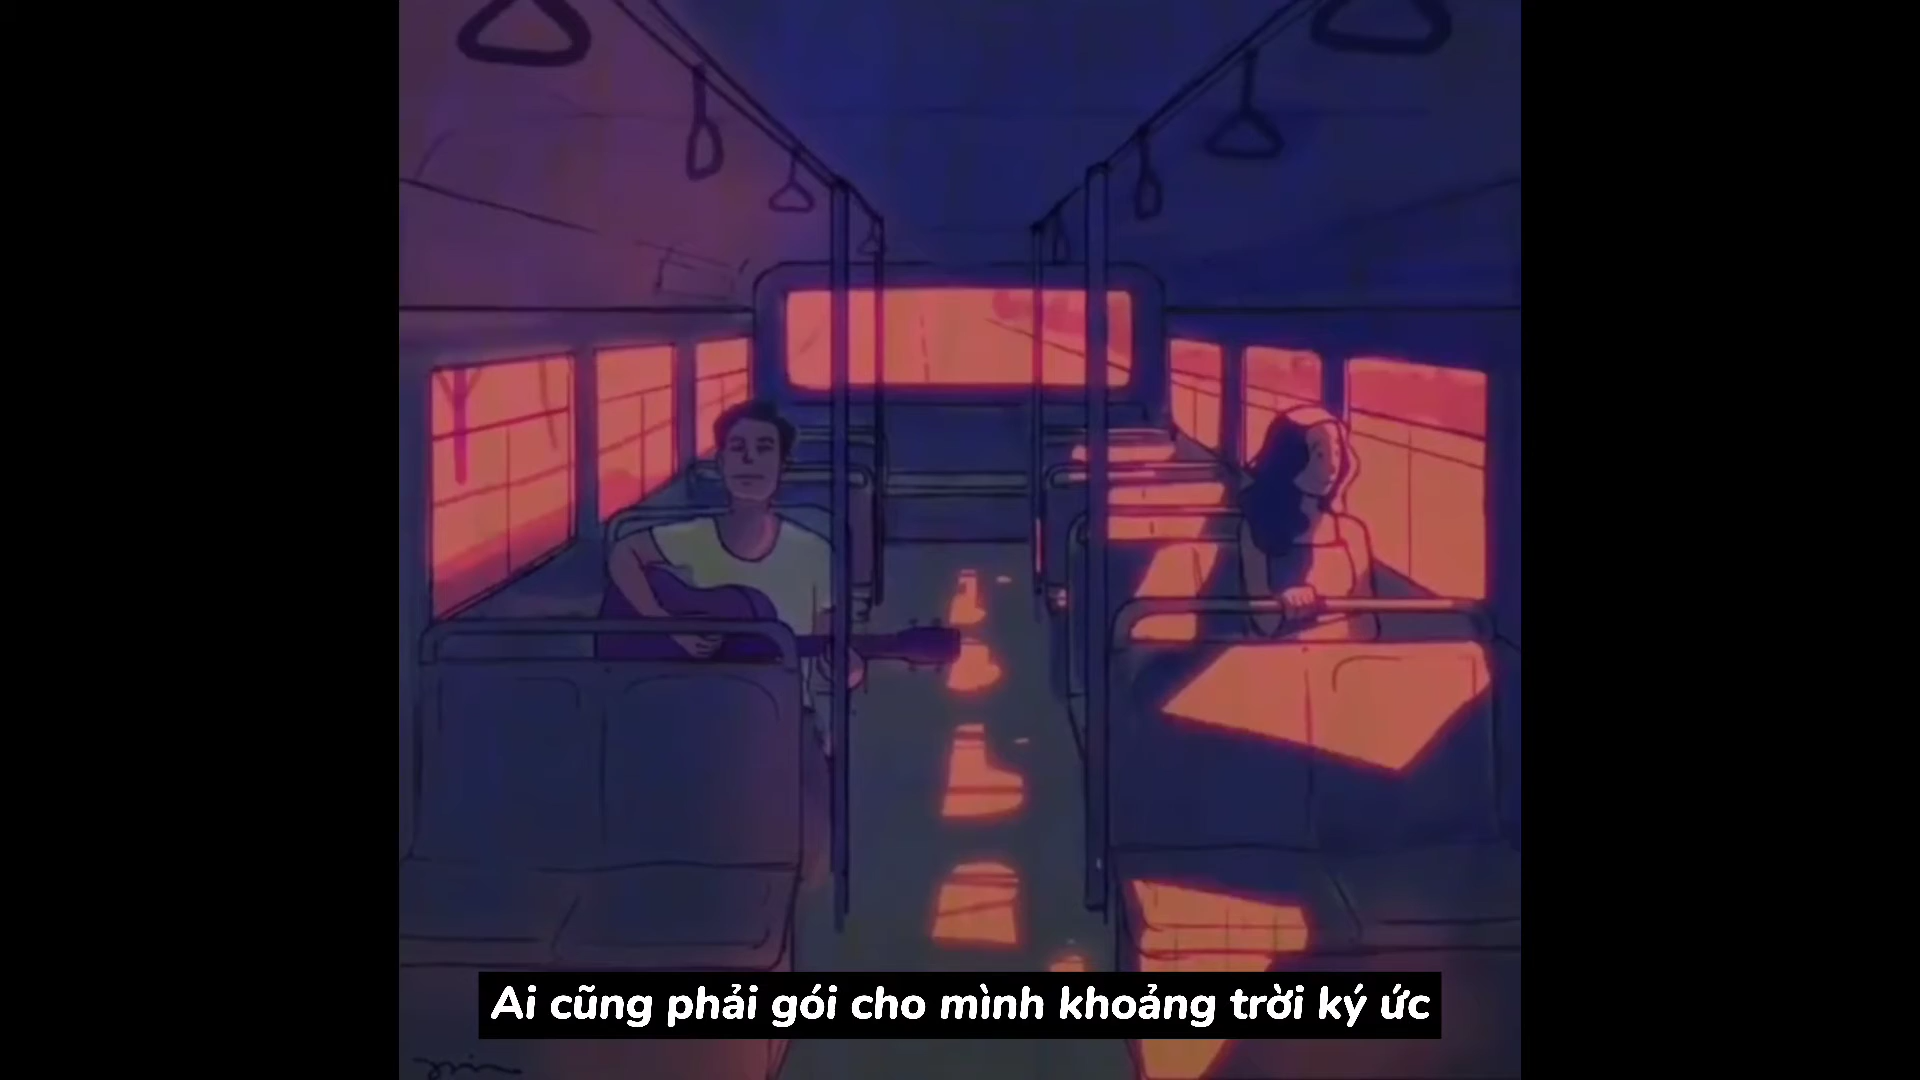 Ai cũng phải gói cho mình khoảng trời ký ức